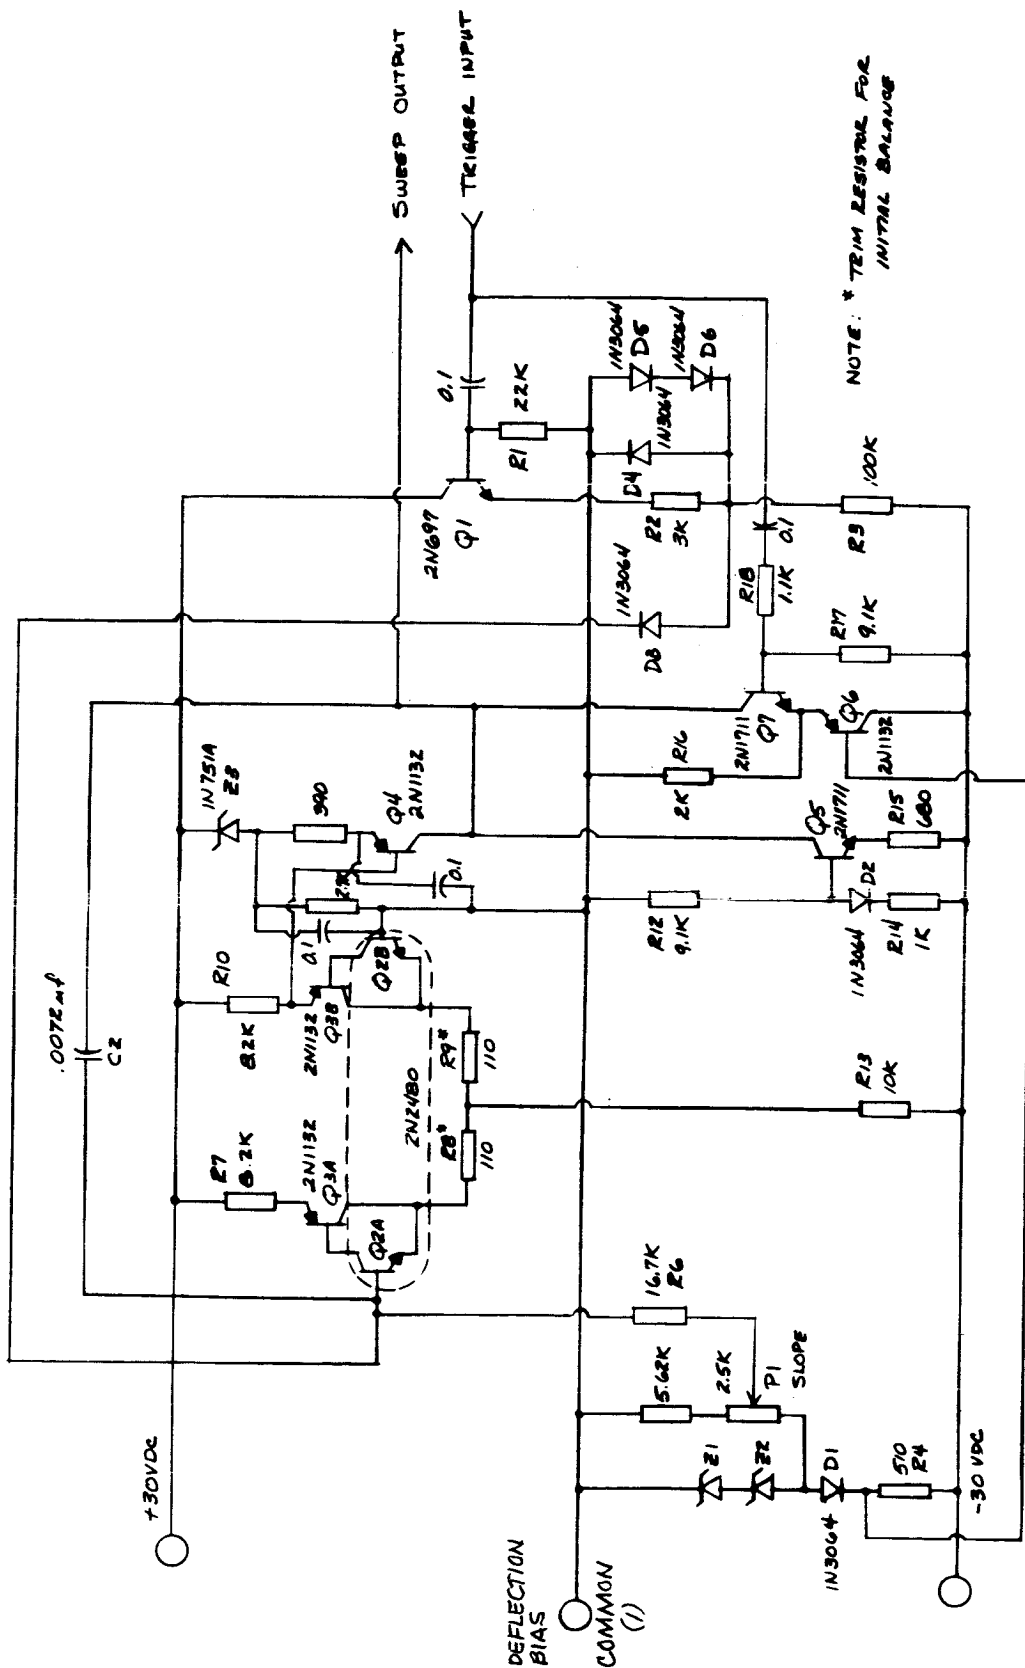 .0072 µf
C2
+30VDC
R7
8.2K
2N1132
Q3A
Q2A
R10
8.2K
2N1132
Q3B
Q2B
2N2480
0.1
0.1
390
1N751A
Z3
Q4
2N1132
R8*
110
R9*
110
SWEEP OUTPUT
TRIGGER INPUT
0.1
R1
22K
2N697
Q1
R2
3K
D4
1N3064
1N3064
D5
1N3064
D6
D3
1N3064
R3
100K
0.1
R18
1.1K
R17
9.1K
Q7
2N1711
Q6
2N1132
R16
2K
Q5
2N1711
R15
680
R12
9.1K
D2
1N3064
R14
1K
R13
10K
16.7K
R6
5.62K
2.5K
P1
SLOPE
Z1
Z2
D1
1N3064
510
R4
-30 VDC
DEFLECTION
BIAS
COMMON
(1)
NOTE: * TRIM RESISTOR FOR
INITIAL BALANCE